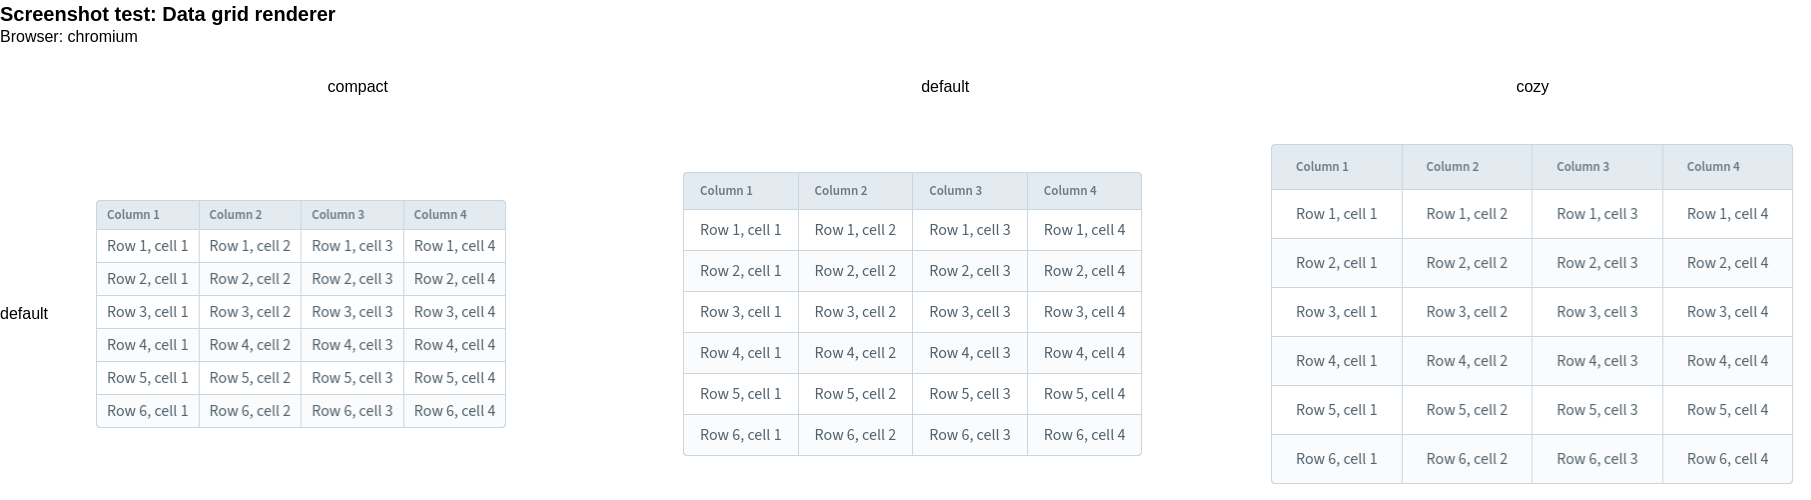 Screenshot test: Data grid renderer
Browser: chromium
compact default cozy
default
Column 1 Column 2 Column 3 Column 4
Row 1, cell 1 Row 1, cell 2 Row 1, cell 3 Row 1, cell 4
Row 2, cell 1 Row 2, cell 2 Row 2, cell 3 Row 2, cell 4
Row 3, cell 1 Row 3, cell 2 Row 3, cell 3 Row 3, cell 4
Row 4, cell 1 Row 4, cell 2 Row 4, cell 3 Row 4, cell 4
Row 5, cell 1 Row 5, cell 2 Row 5, cell 3 Row 5, cell 4
Row 6, cell 1 Row 6, cell 2 Row 6, cell 3 Row 6, cell 4
Column 1 Column 2 Column 3 Column 4
Row 1, cell 1 Row 1, cell 2 Row 1, cell 3 Row 1, cell 4
Row 2, cell 1 Row 2, cell 2 Row 2, cell 3 Row 2, cell 4
Row 3, cell 1 Row 3, cell 2 Row 3, cell 3 Row 3, cell 4
Row 4, cell 1 Row 4, cell 2 Row 4, cell 3 Row 4, cell 4
Row 5, cell 1 Row 5, cell 2 Row 5, cell 3 Row 5, cell 4
Row 6, cell 1 Row 6, cell 2 Row 6, cell 3 Row 6, cell 4
Column 1 Column 2 Column 3 Column 4
Row 1, cell 1 Row 1, cell 2 Row 1, cell 3 Row 1, cell 4
Row 2, cell 1 Row 2, cell 2 Row 2, cell 3 Row 2, cell 4
Row 3, cell 1 Row 3, cell 2 Row 3, cell 3 Row 3, cell 4
Row 4, cell 1 Row 4, cell 2 Row 4, cell 3 Row 4, cell 4
Row 5, cell 1 Row 5, cell 2 Row 5, cell 3 Row 5, cell 4
Row 6, cell 1 Row 6, cell 2 Row 6, cell 3 Row 6, cell 4